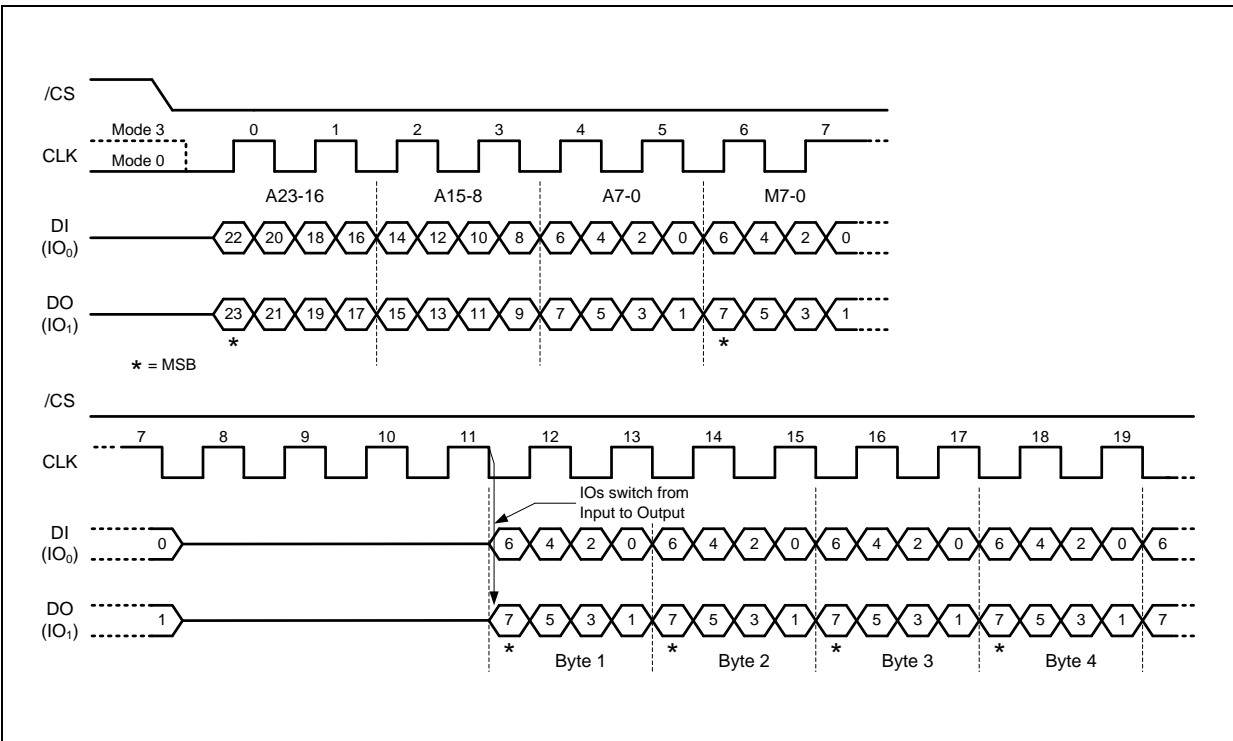 /CS
Mode 3 0 1 2 3 4 5 6 7
CLK
Mode 0
A23-16 A15-8 A7-0 M7-0
DI
(IO0) 22 20 18 16 14 12 10 8 6 4 2 0 6 4 2 0
DO
(IO1) 23 21 19 17 15 13 11 9 7 5 3 1 7 5 3 1
* *
* = MSB
/CS
7 8 9 10 11 12 13 14 15 16 17 18 19
CLK
IOs switch from
Input to Output
DI
(IO0) 0 6 4 2 0 6 4 2 0 6 4 2 0 6 4 2 0 6
DO
(IO1) 1 7 5 3 1 7 5 3 1 7 5 3 1 7 5 3 1 7
* Byte 1 * Byte 2 * Byte 3 * Byte 4